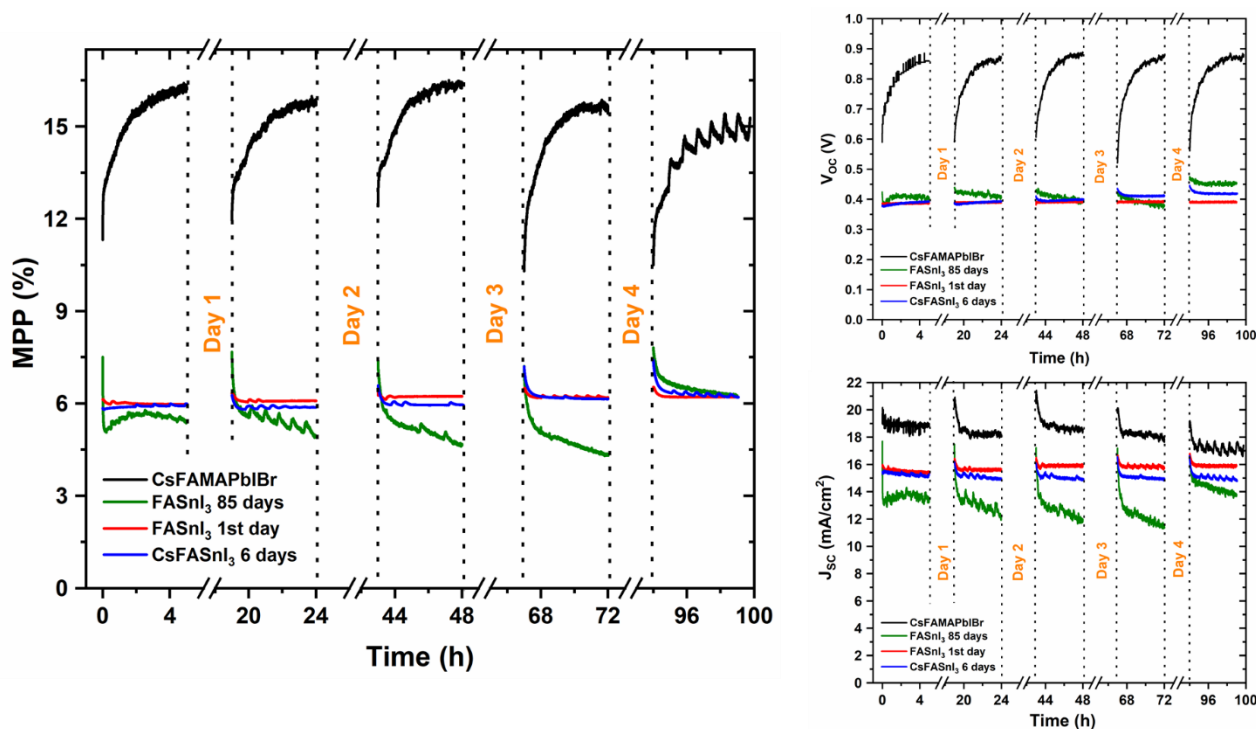 MPP (%)
15
12
9
6
3
0
Day 1
Day 2
Day 3
Day 4
CsFAMAPbIBr
FASnI₃ 85 days
FASnI₃ 1st day
CsFASnI₃ 6 days
0 4 20 24 44 48 68 72 96 100
Time (h)
V_OC (V)
1.0
0.9
0.8
0.7
0.6
0.5
0.4
0.3
0.2
0.1
0.0
Day 1
Day 2
Day 3
Day 4
CsFAMAPbIBr
FASnI₃ 85 days
FASnI₃ 1st day
CsFASnI₃ 6 days
0 4 20 24 44 48 68 72 96 100
Time (h)
J_SC (mA/cm²)
22
20
18
16
14
12
10
8
6
4
2
0
Day 1
Day 2
Day 3
Day 4
CsFAMAPbIBr
FASnI₃ 85 days
FASnI₃ 1st day
CsFASnI₃ 6 days
0 4 20 24 44 48 68 72 96 100
Time (h)